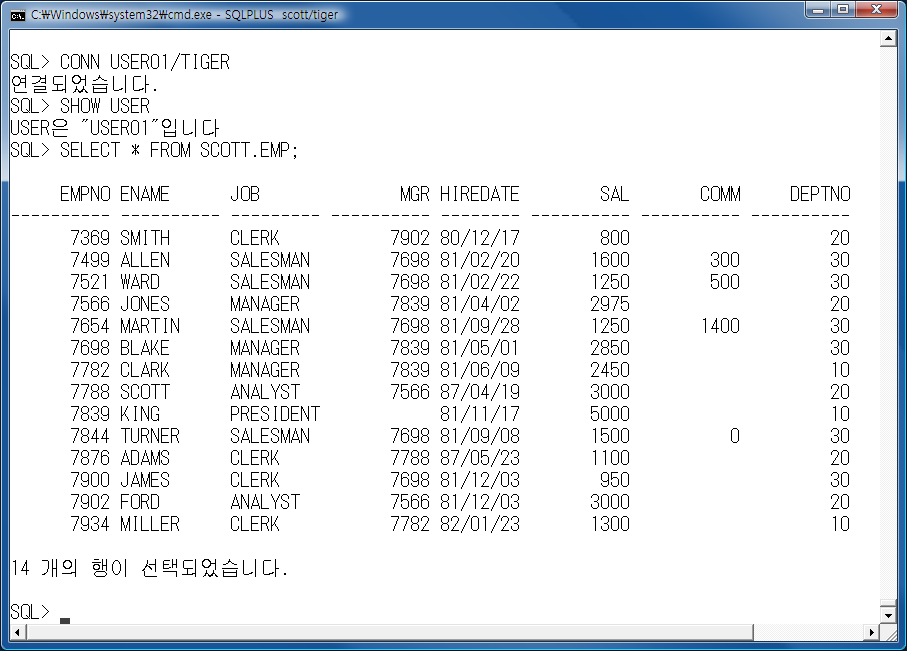 C:\Windows\system32\cmd.exe - SQLPLUS  scott/tiger
SQL> CONN USER01/TIGER
연결되었습니다.
SQL> SHOW USER
USER은 "USER01"입니다
SQL> SELECT * FROM SCOTT.EMP;
     EMPNO ENAME      JOB              MGR HIREDATE        SAL       COMM     DEPTNO
---------- ---------- --------- ---------- -------- ---------- ---------- ----------
      7369 SMITH      CLERK           7902 80/12/17        800                    20
      7499 ALLEN      SALESMAN        7698 81/02/20       1600        300         30
      7521 WARD       SALESMAN        7698 81/02/22       1250        500         30
      7566 JONES      MANAGER         7839 81/04/02       2975                    20
      7654 MARTIN     SALESMAN        7698 81/09/28       1250       1400         30
      7698 BLAKE      MANAGER         7839 81/05/01       2850                    30
      7782 CLARK      MANAGER         7839 81/06/09       2450                    10
      7788 SCOTT      ANALYST         7566 87/04/19       3000                    20
      7839 KING       PRESIDENT            81/11/17       5000                    10
      7844 TURNER     SALESMAN        7698 81/09/08       1500          0         30
      7876 ADAMS      CLERK           7788 87/05/23       1100                    20
      7900 JAMES      CLERK           7698 81/12/03        950                    30
      7902 FORD       ANALYST         7566 81/12/03       3000                    20
      7934 MILLER     CLERK           7782 82/01/23       1300                    10
14 개의 행이 선택되었습니다.
SQL>